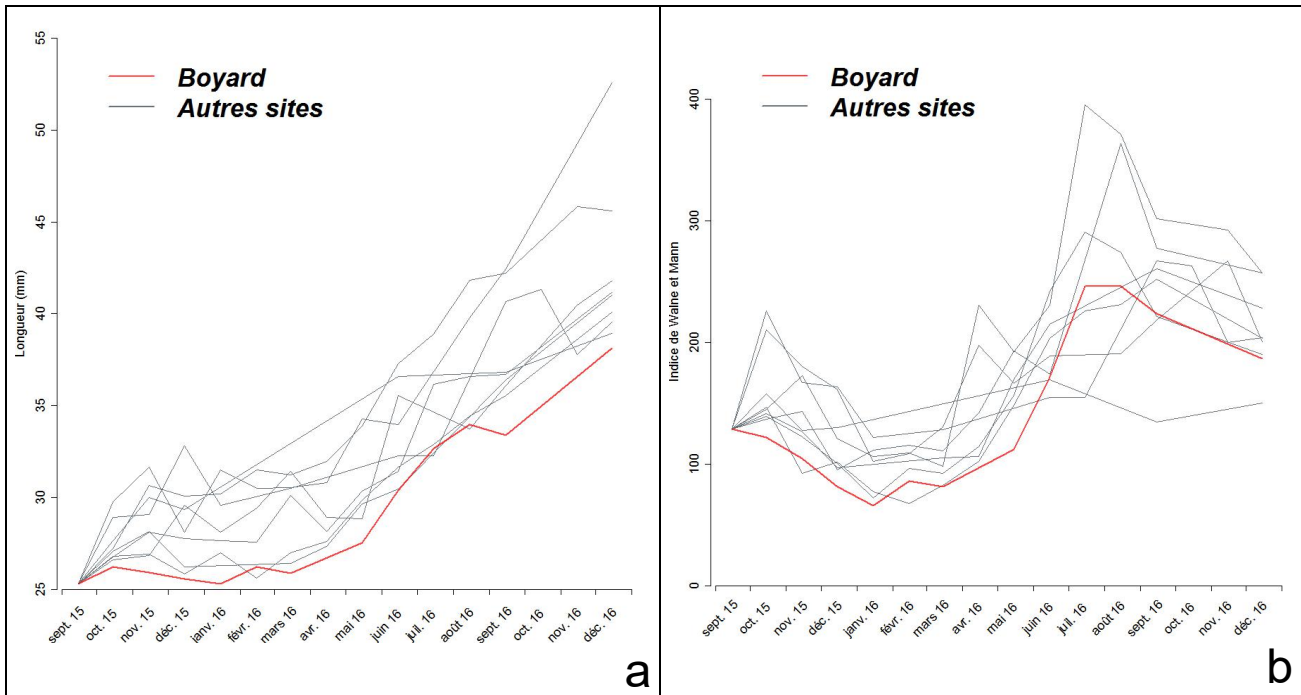 55
50
45
40
35
30
25
Longueur (mm)
Boyard
Autres sites
sept. 15
oct. 15
nov. 15
déc. 15
janv. 16
févr. 16
mars 16
avr. 16
mai 16
juin 16
juil. 16
août 16
sept. 16
oct. 16
nov. 16
déc. 16
a
400
300
200
100
0
Indice de Walne et Mann
Boyard
Autres sites
sept. 15
oct. 15
nov. 15
déc. 15
janv. 16
févr. 16
mars 16
avr. 16
mai 16
juin 16
juil. 16
août 16
sept. 16
oct. 16
nov. 16
déc. 16
b